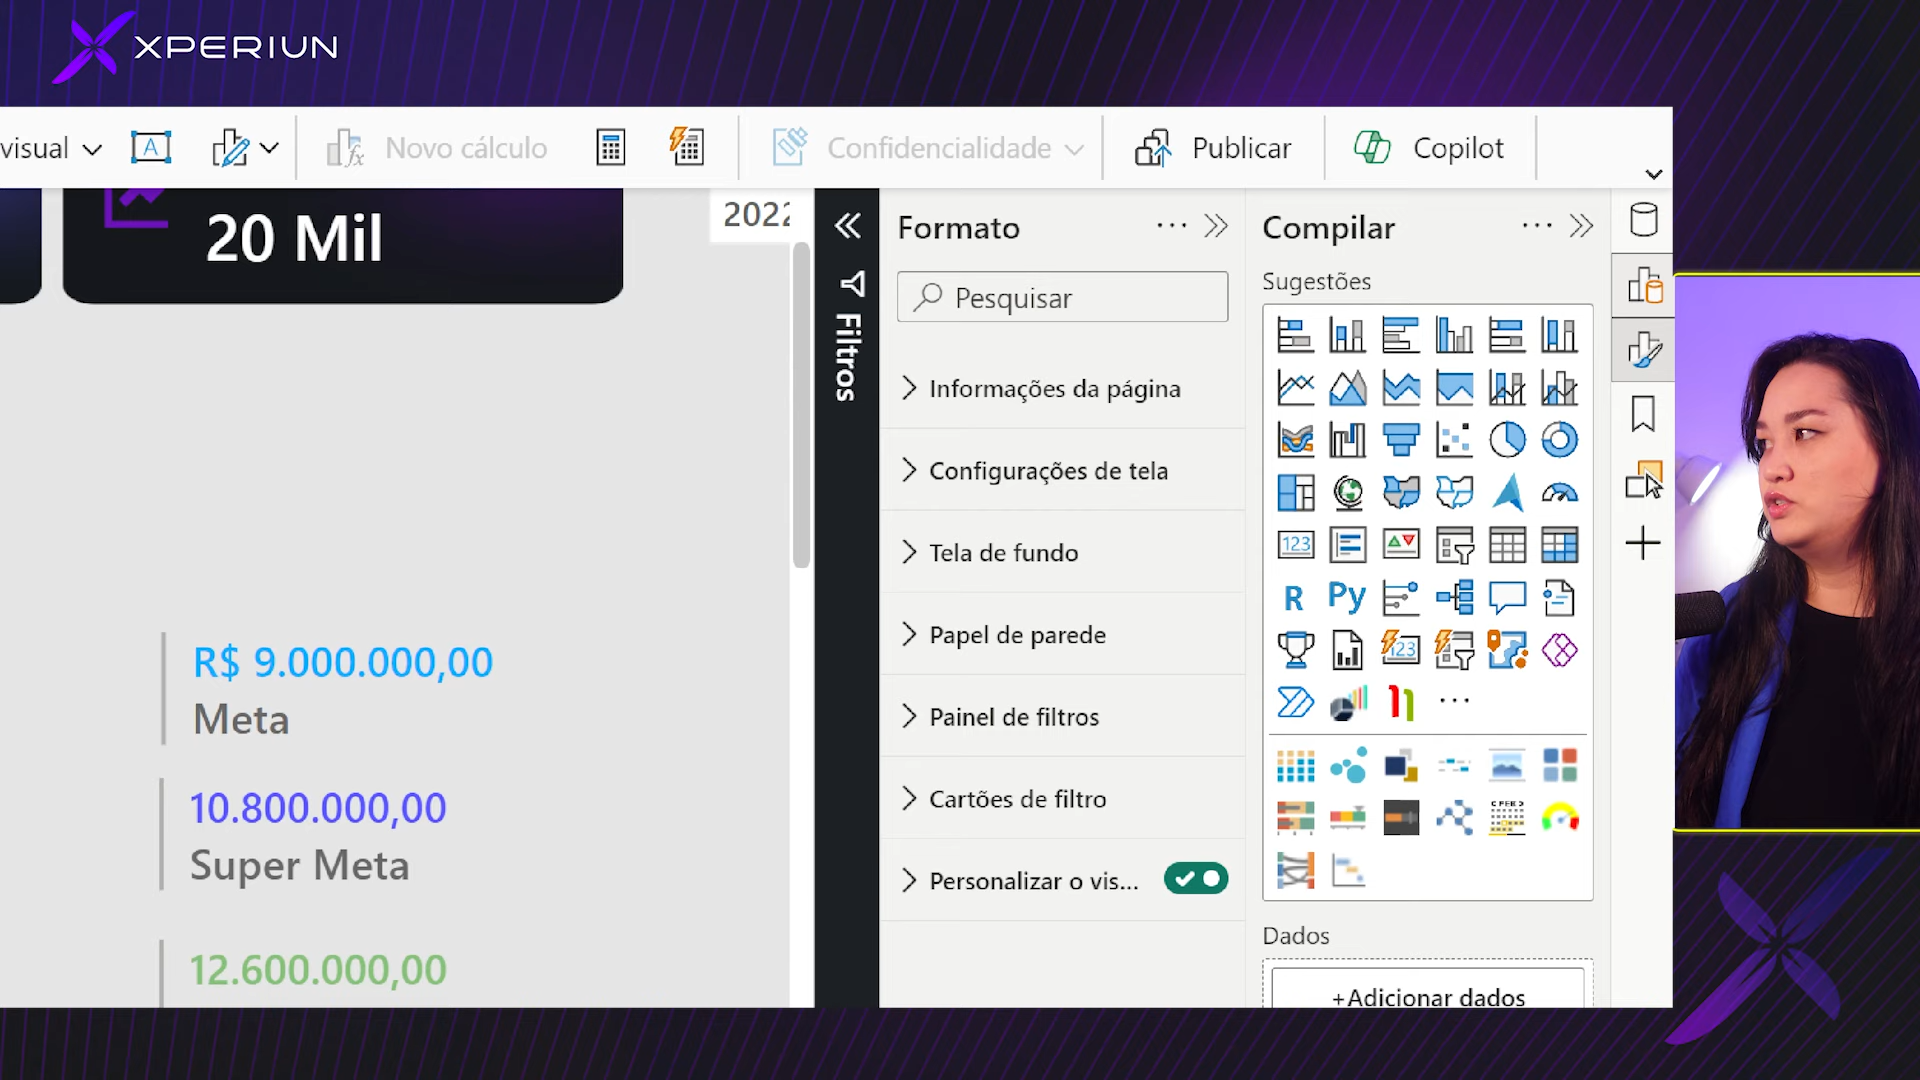 XPERIUN
visual
A
Novo cálculo
Confidencialidade
Publicar
Copilot
20 Mil
2022
Filtros
Formato
Pesquisar
Informações da página
Configurações de tela
Tela de fundo
Papel de parede
Painel de filtros
Cartões de filtro
Personalizar o vis...
Compilar
Sugestões
123
R
Py
123
Dados
+Adicionar dados
R$ 9.000.000,00
Meta
10.800.000,00
Super Meta
12.600.000,00